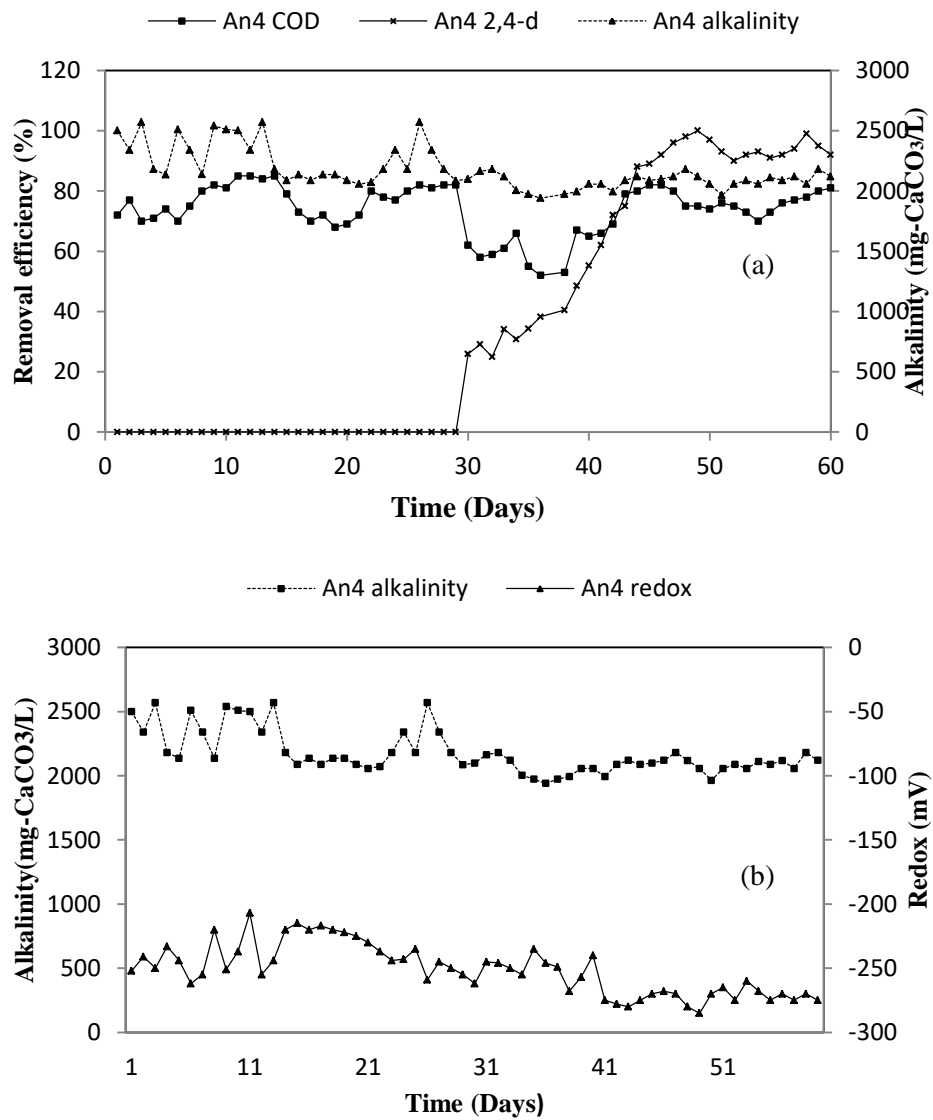 An4 COD An4 2,4-d An4 alkalinity
120 3000
100 2500
80 2000
60 1500
40 1000
20 500
0 0
Removal efficiency (%)
Alkalinity (mg-CaCO3/L)
(a)
0 10 20 30 40 50 60
Time (Days)
An4 alkalinity An4 redox
3000 0
2500 -50
2000 -100
1500 -150
1000 -200
500 -250
0 -300
Alkalinity(mg-CaCO3/L)
Redox (mV)
(b)
1 11 21 31 41 51
Time (Days)